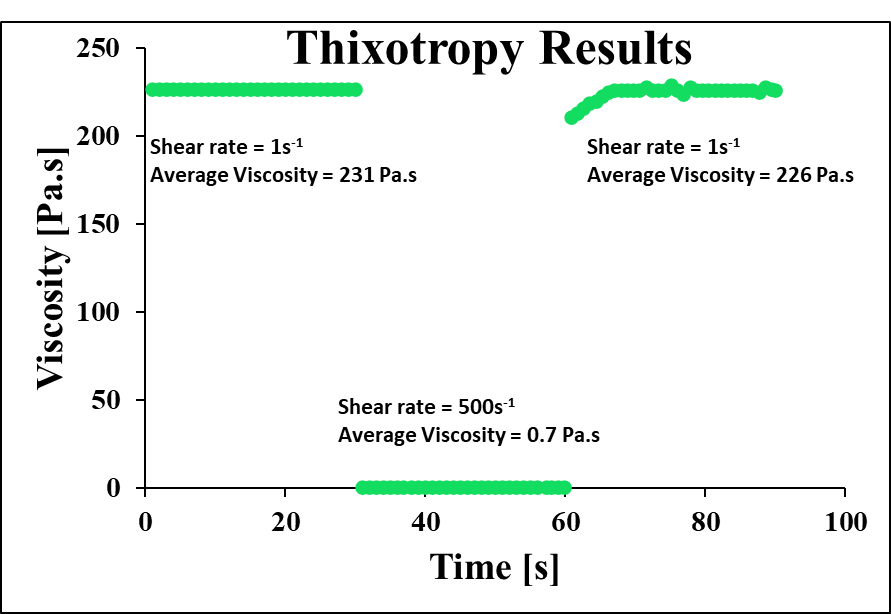 Thixotropy Results
250
200
150
100
50
0
Viscosity [Pa.s]
Shear rate = 1s⁻¹
Average Viscosity = 231 Pa.s
Shear rate = 1s⁻¹
Average Viscosity = 226 Pa.s
Shear rate = 500s⁻¹
Average Viscosity = 0.7 Pa.s
0 20 40 60 80 100
Time [s]